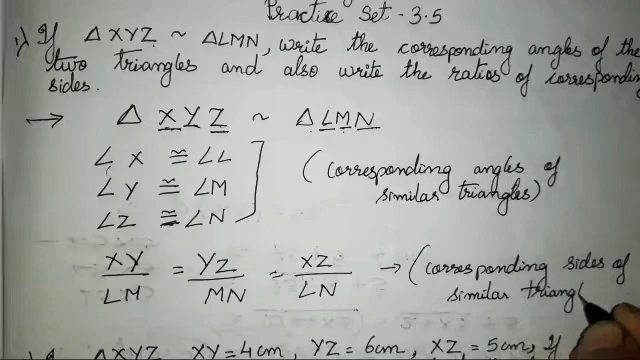 Practice Set - 3.5
1) If Δ XYZ ~ ΔLMN, write the corresponding angles of the
two triangles and also write the ratios of corresponding
sides.
→ Δ XYZ ~ Δ LMN
∠ X ≅ ∠L
∠ Y ≅ ∠M
∠Z ≅ ∠N
(corresponding angles of
similar triangles)
XY/LM = YZ/MN = XZ/LN → (corresponding sides of
similar triang
Δ XYZ, XY = 4cm, YZ = 6cm, XZ = 5cm, If